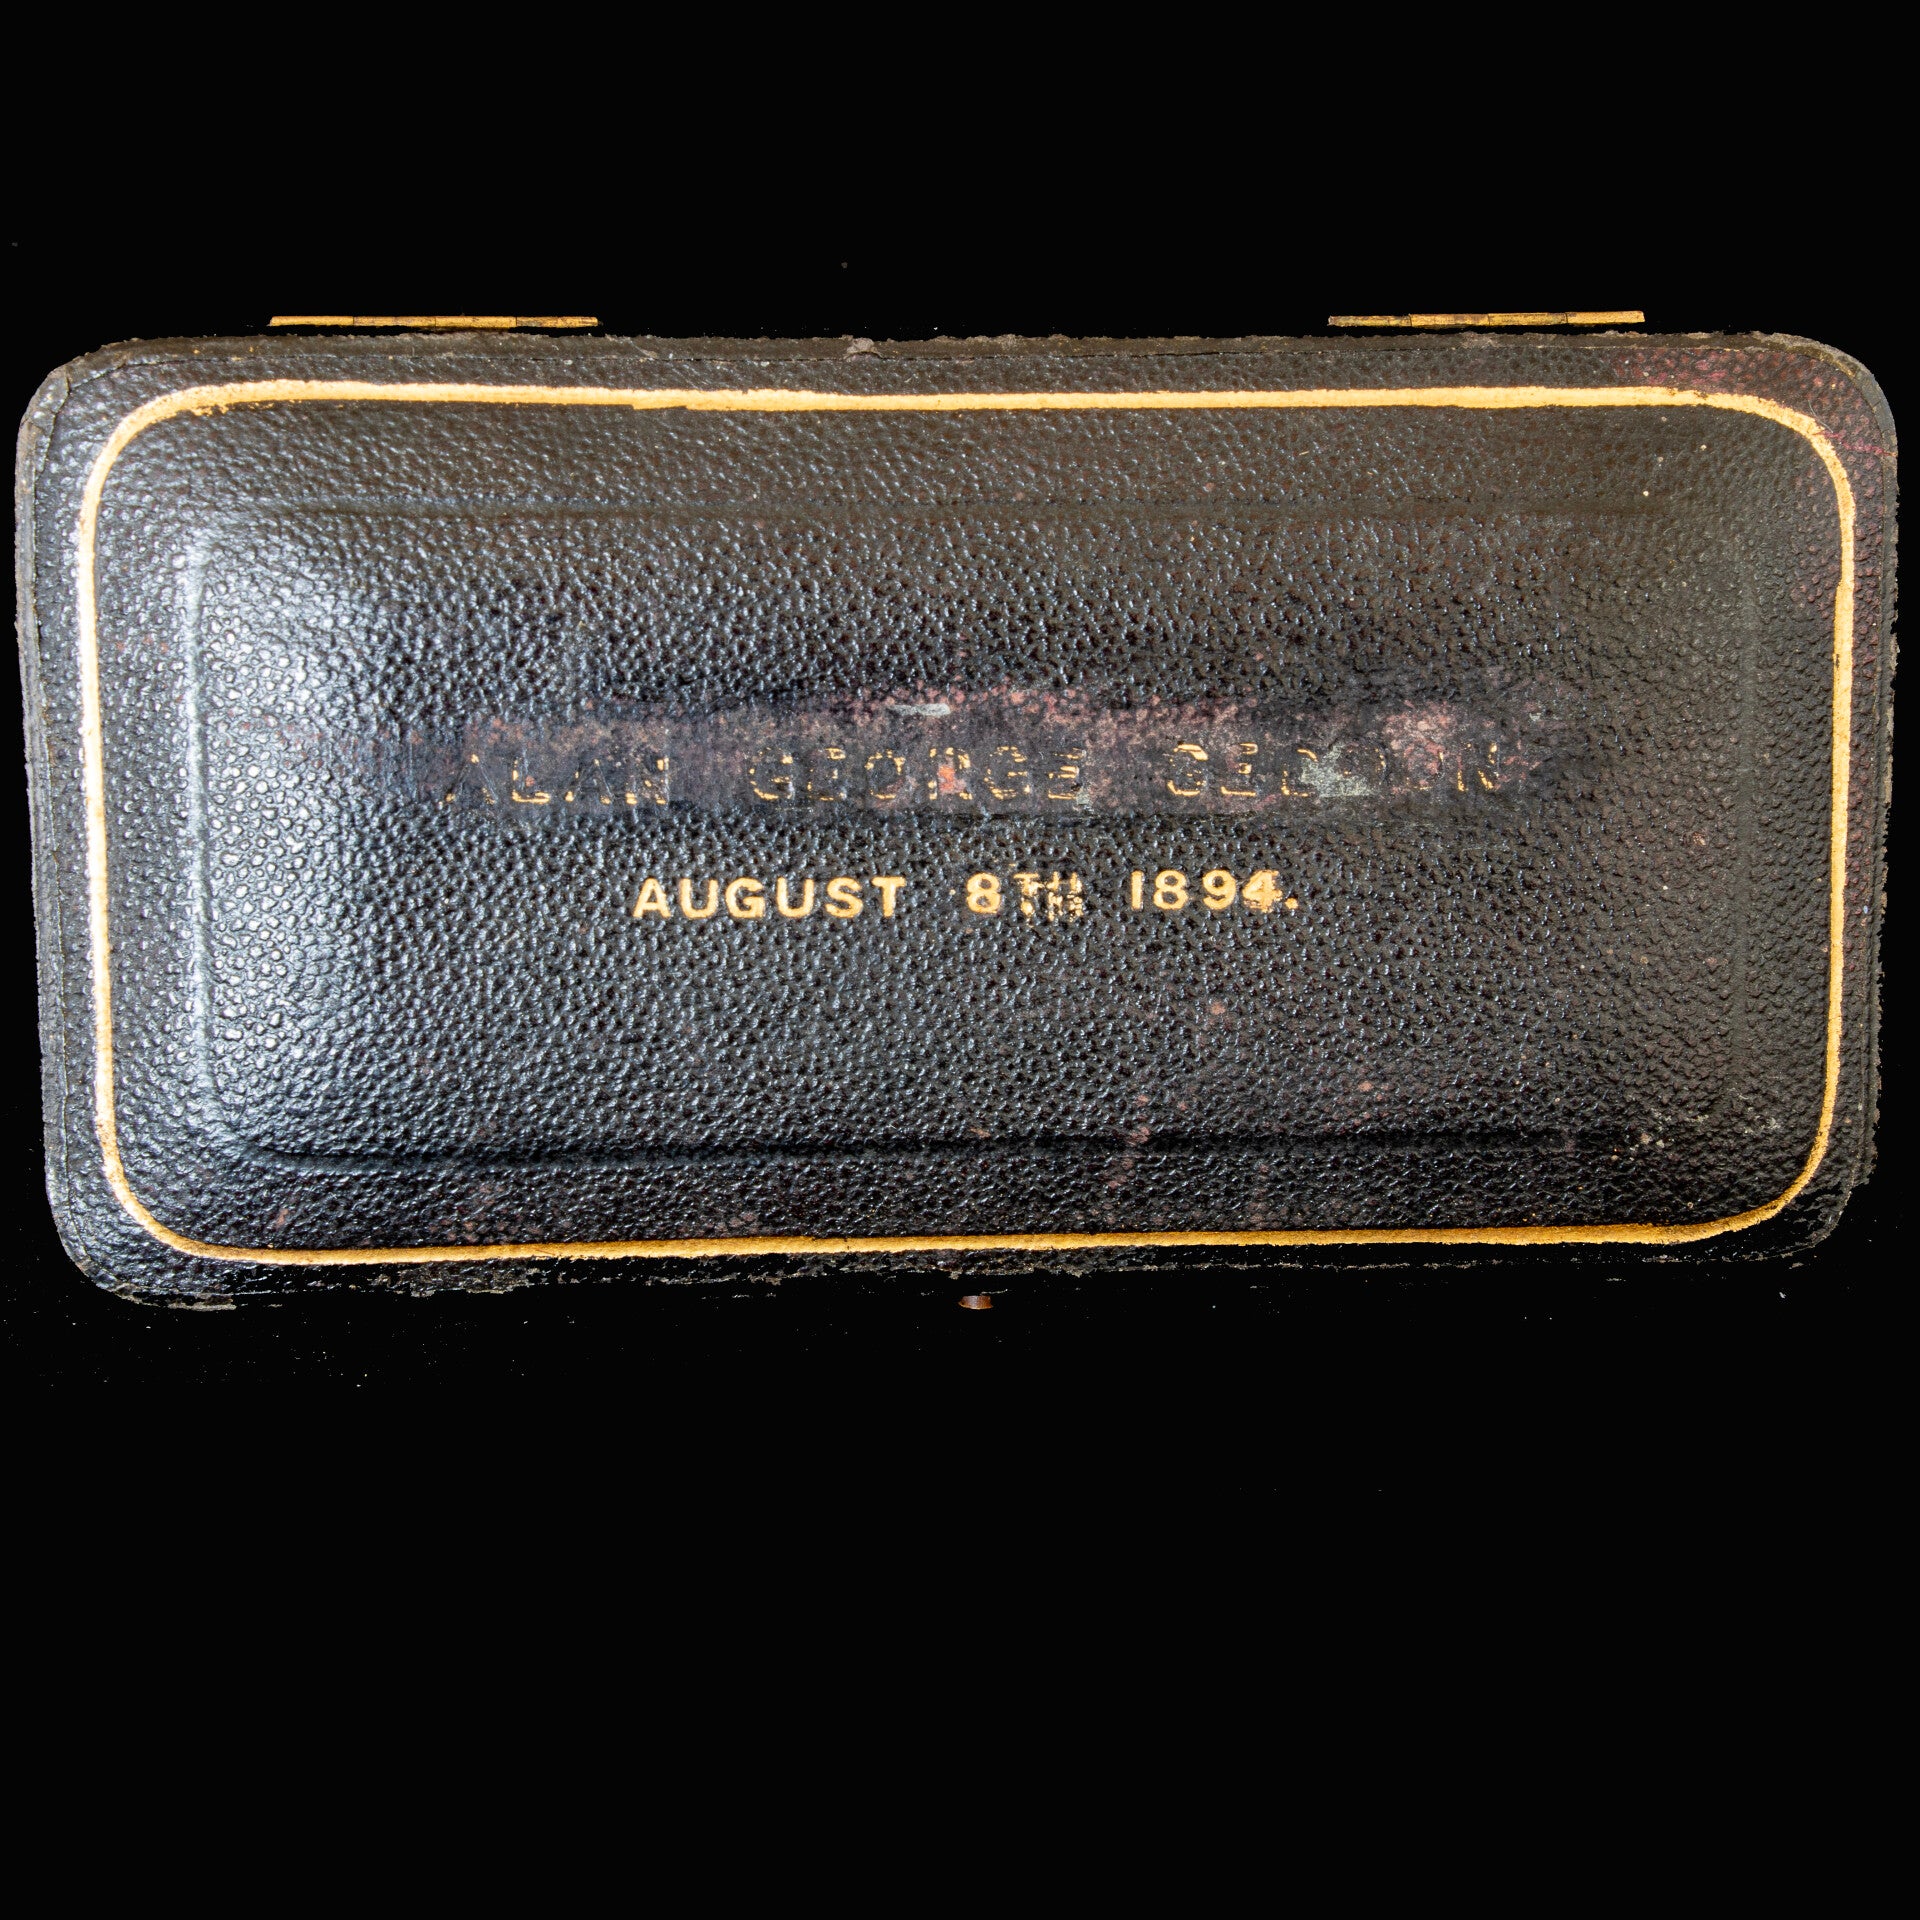 ALAN GEORGE
AUGUST 8TH 1894.